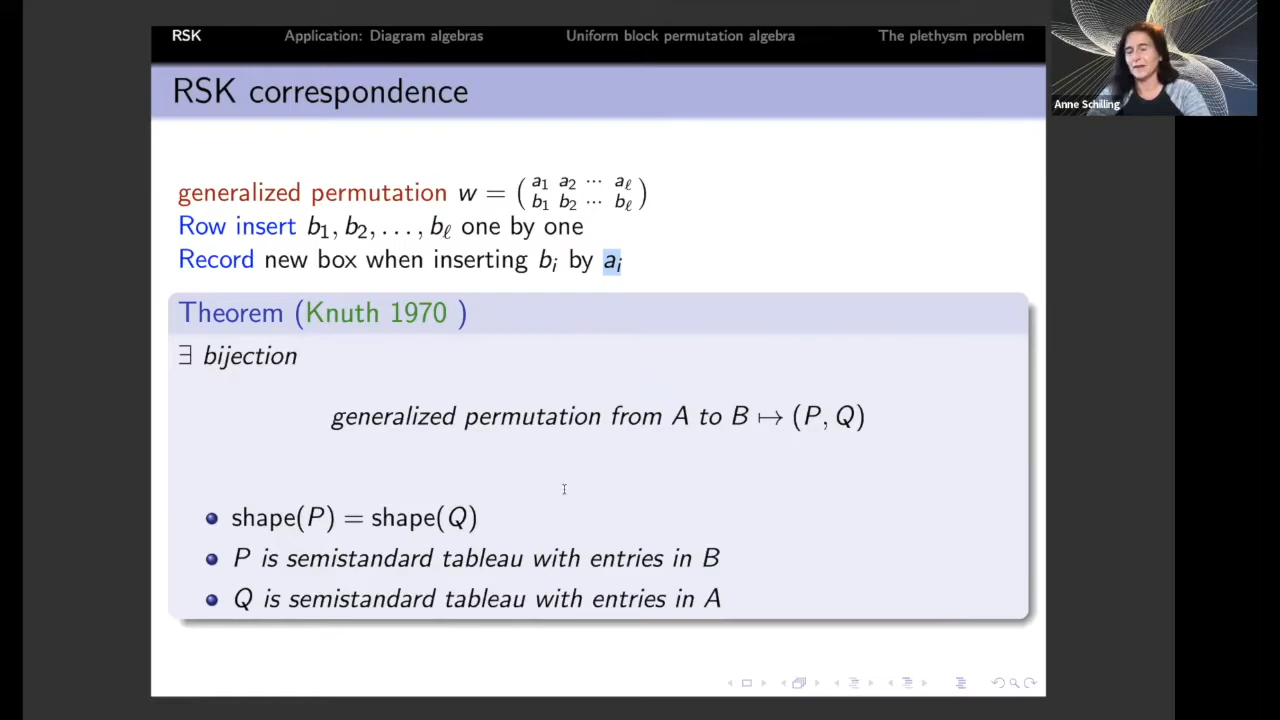 RSK Application: Diagram algebras Uniform block permutation algebra The plethysm problem
RSK correspondence
Anne Schilling
generalized permutation w = ( a₁ a₂ ⋯ aℓ
b₁ b₂ ⋯ bℓ )
Row insert b₁, b₂, . . . , bℓ one by one
Record new box when inserting bᵢ by aᵢ
Theorem (Knuth 1970 )
∃ bijection
generalized permutation from A to B ↦ (P, Q)
shape(P) = shape(Q)
P is semistandard tableau with entries in B
Q is semistandard tableau with entries in A